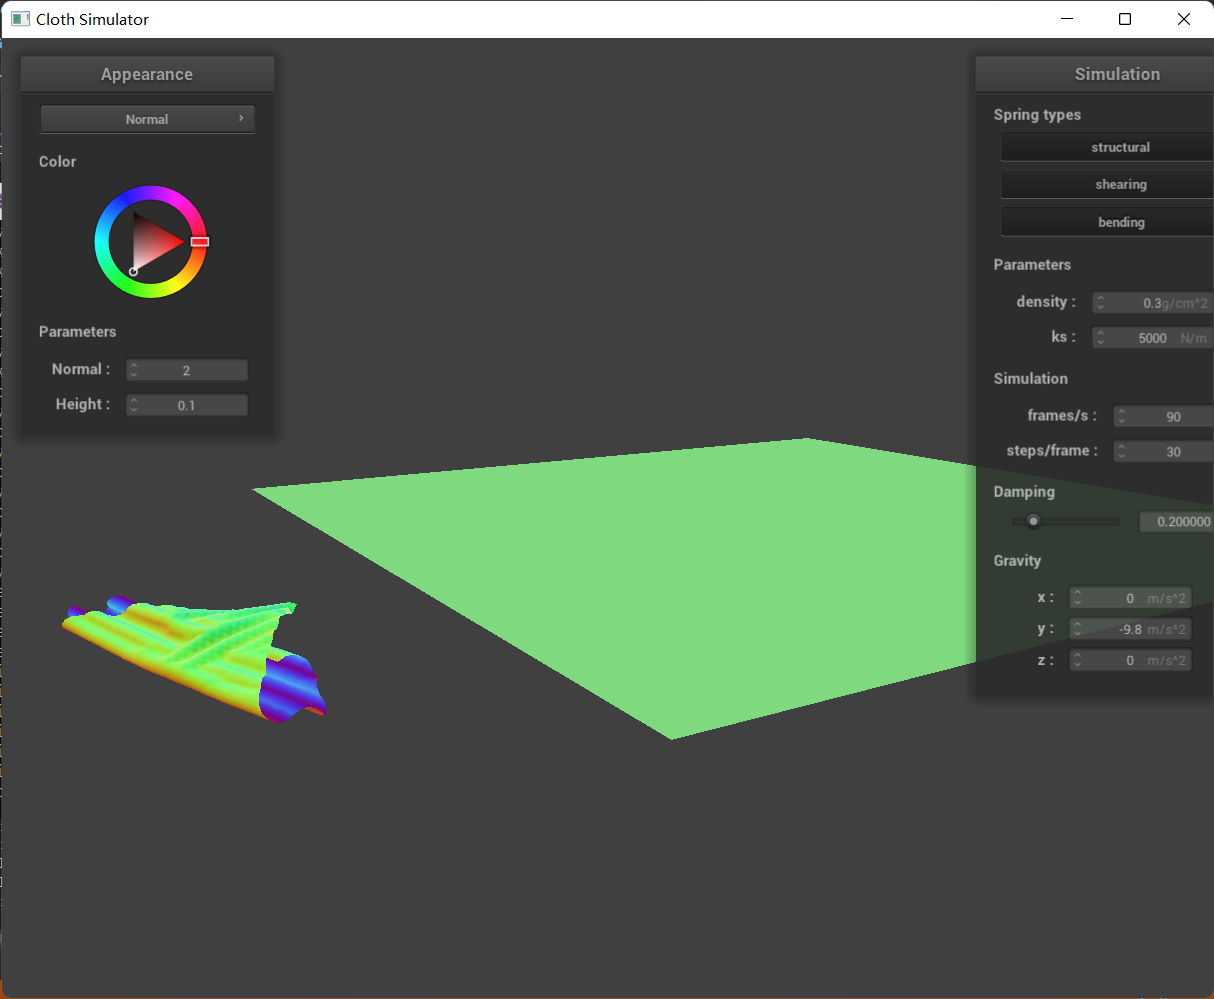 Cloth Simulator
Appearance
Normal
Color
Parameters
Normal :
2
Height :
0.1
Simulation
Spring types
structural
shearing
bending
Parameters
density :
0.3g/cm^2
ks :
5000 N/m
Simulation
frames/s :
90
steps/frame :
30
Damping
0.200000
Gravity
x :
0 m/s^2
y :
-9.8 m/s^2
z :
0 m/s^2